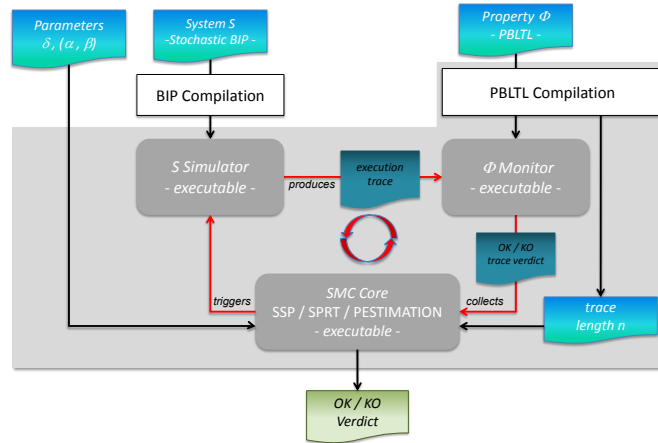 Parameters
δ, (α, β)
System S
-Stochastic BIP -
Property Φ
- PBLTL -
BIP Compilation
PBLTL Compilation
S Simulator
- executable -
produces
execution
trace
Φ Monitor
- executable -
OK / KO
trace verdict
triggers
SMC Core
SSP / SPRT / PESTIMATION
- executable -
collects
trace
length n
OK / KO
Verdict